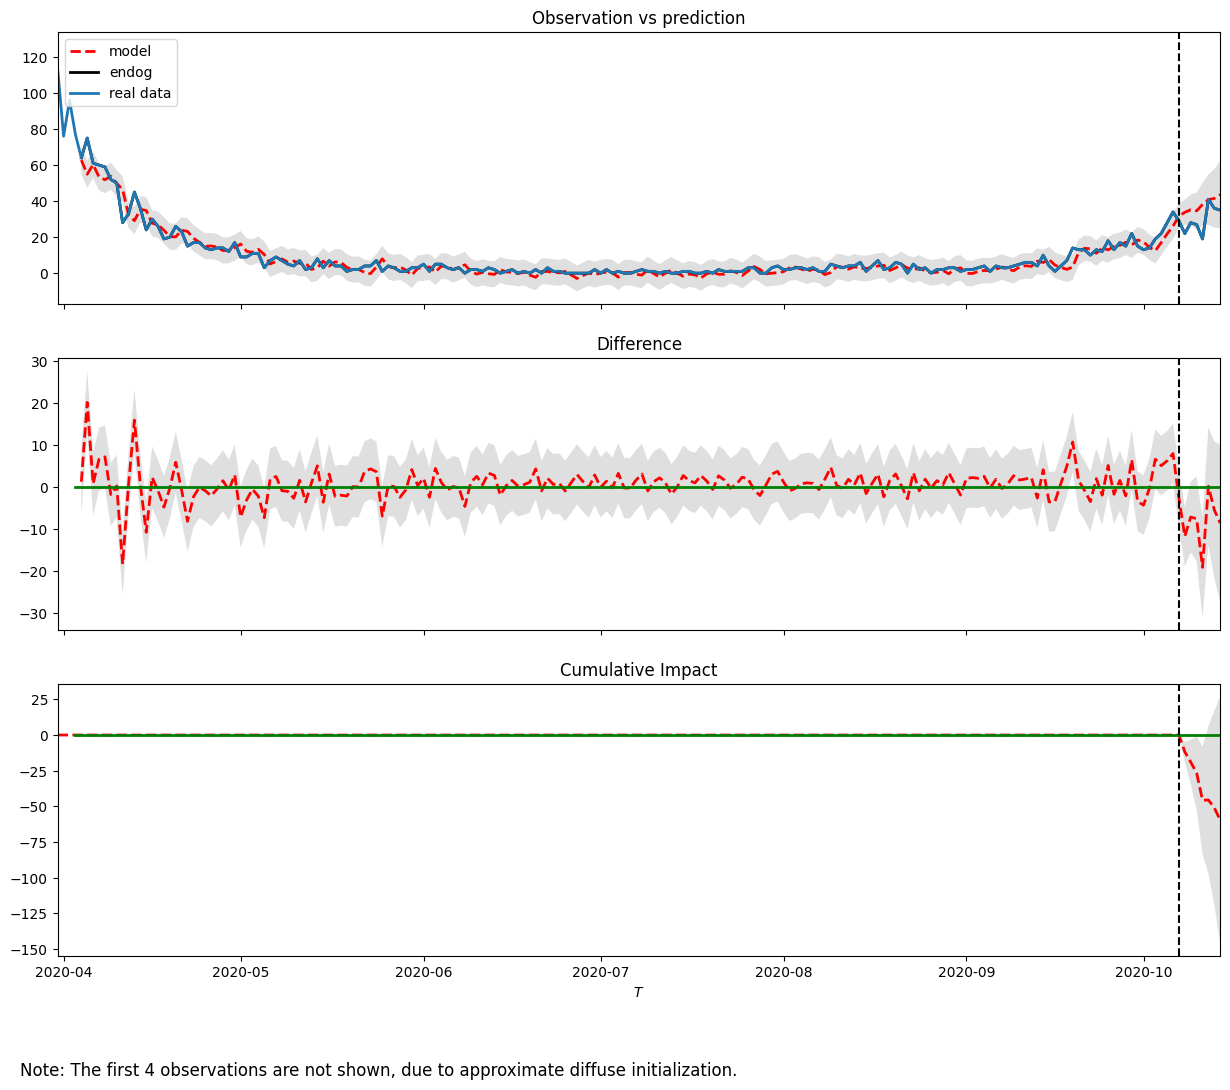 Observation vs prediction
model
endog
real data
120
100
80
60
40
20
0
Difference
30
20
10
0
−10
−20
−30
Cumulative Impact
25
0
−25
−50
−75
−100
−125
−150
2020-04 2020-05 2020-06 2020-07 2020-08 2020-09 2020-10
T
Note: The first 4 observations are not shown, due to approximate diffuse initialization.